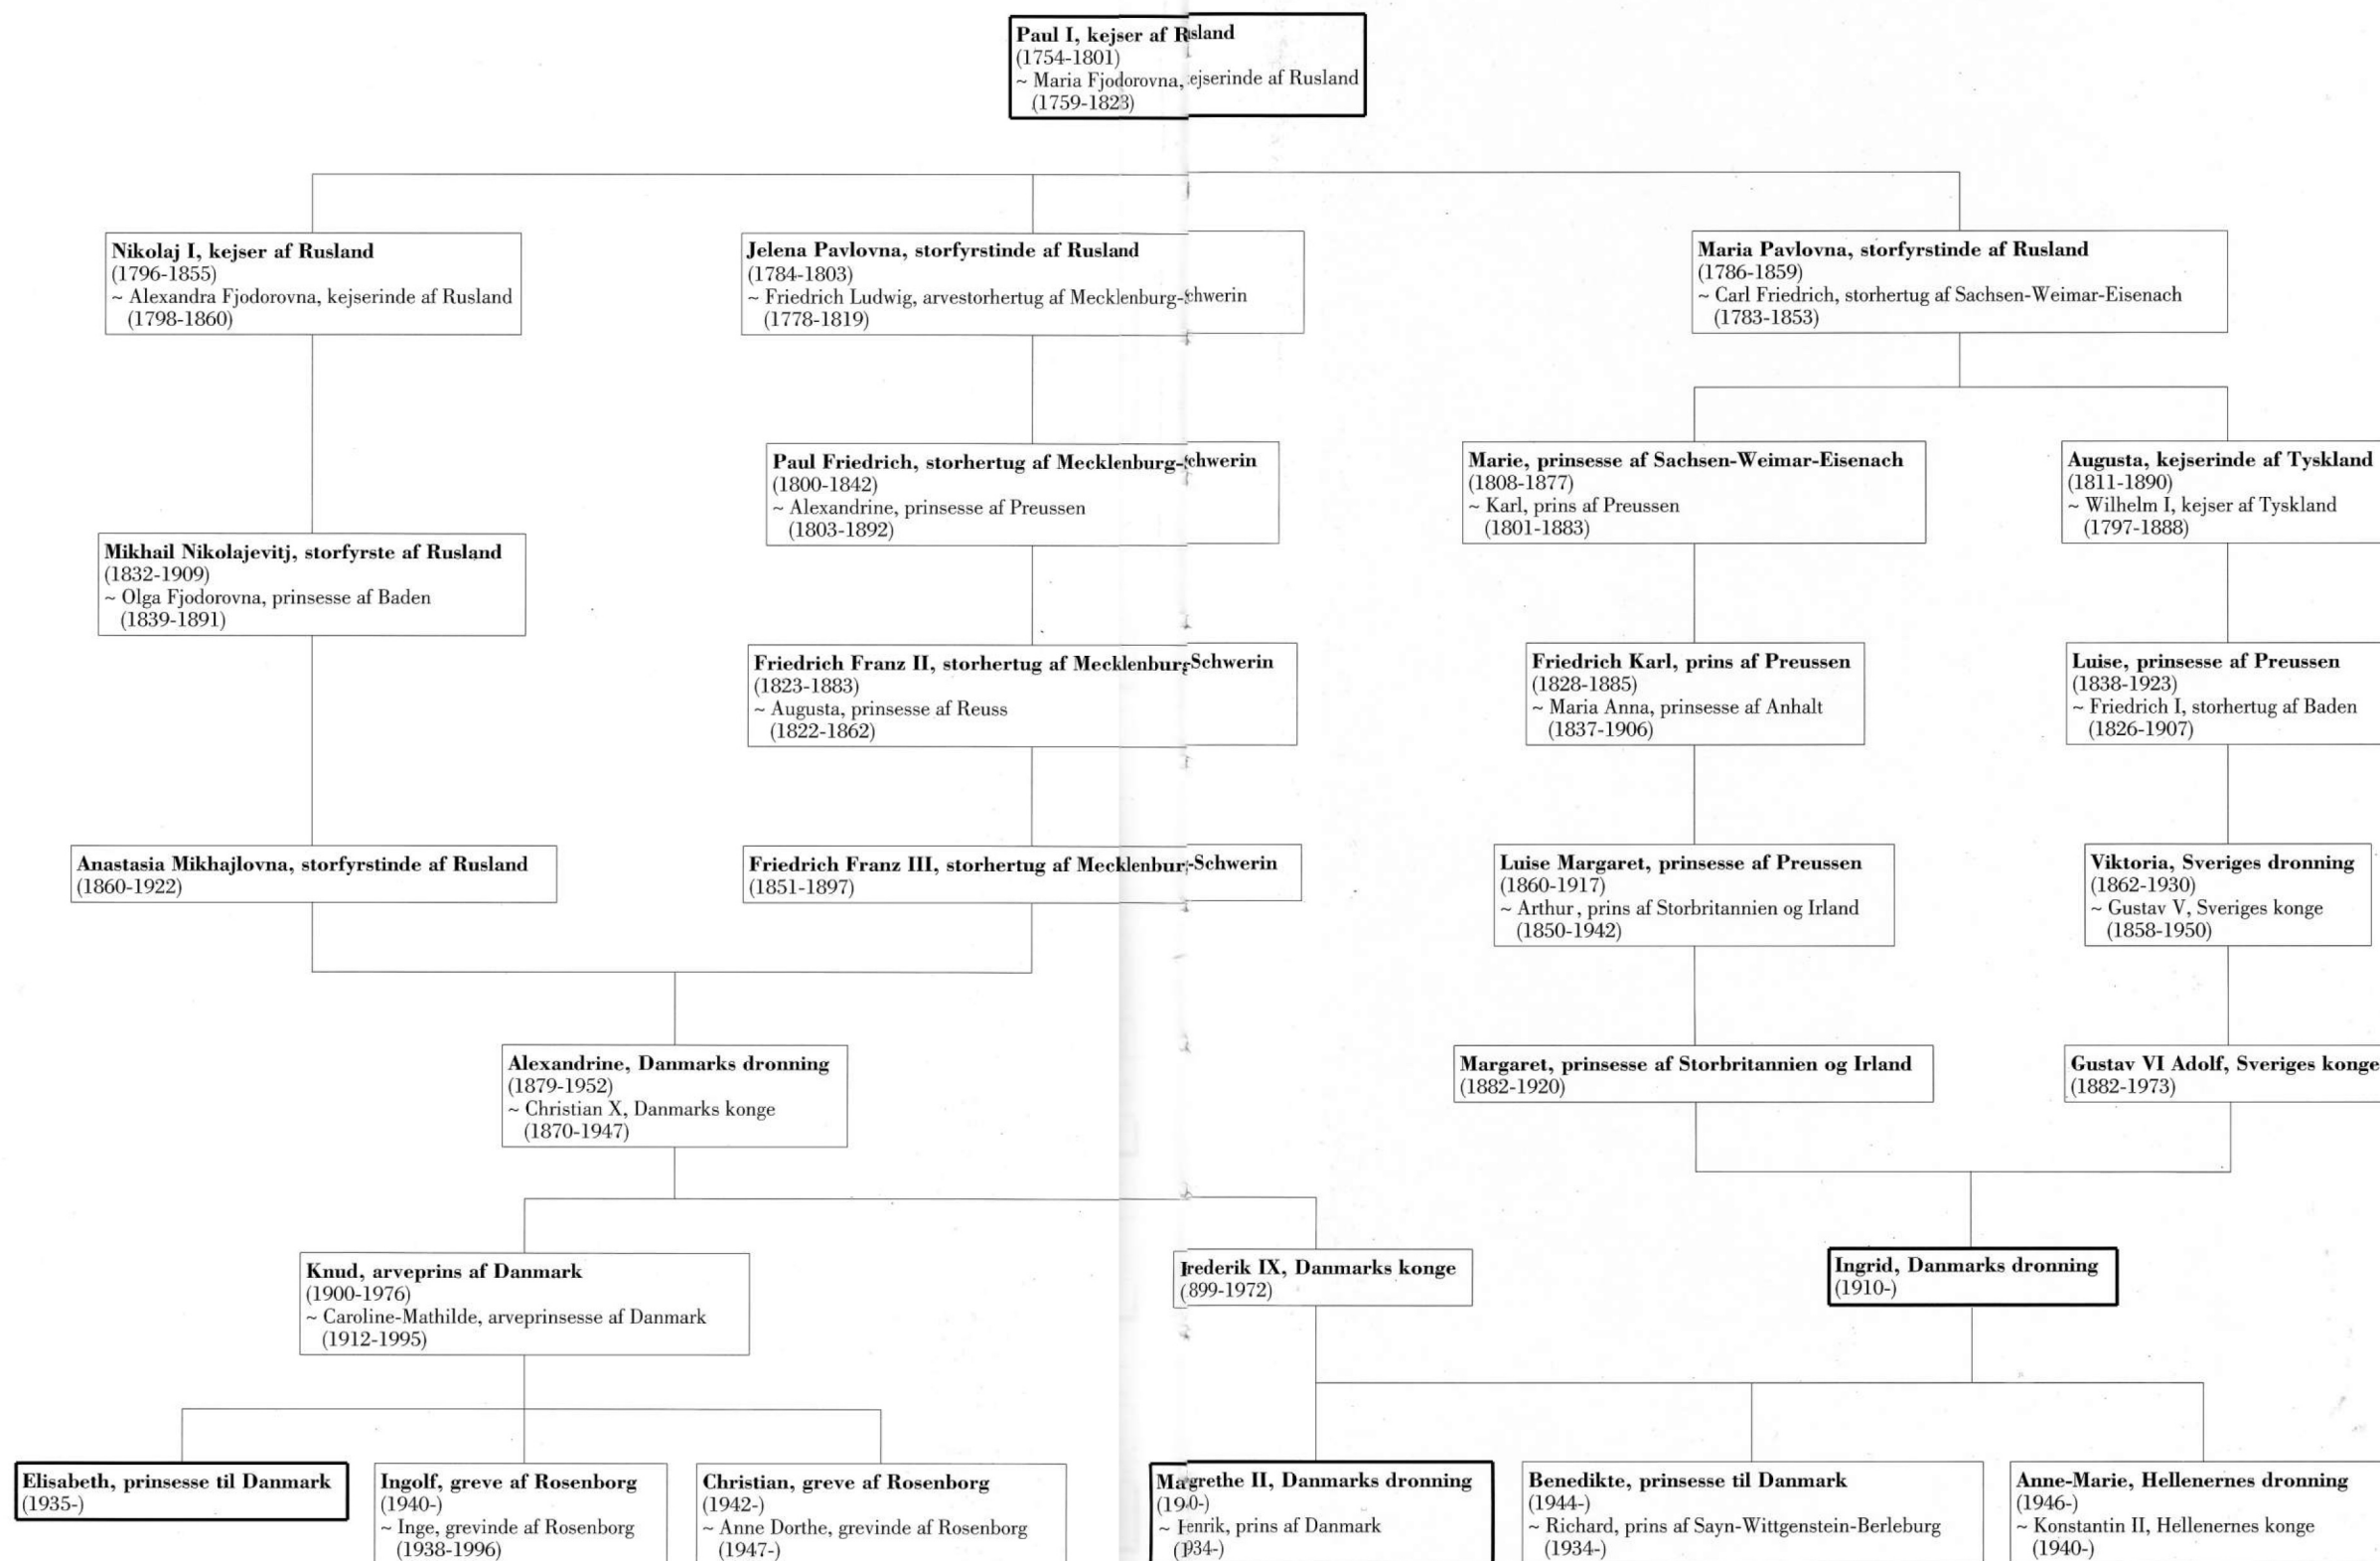 Paul I, kejser af Rusland
(1754-1801)
~ Maria Fjodorovna, kejserinde af Rusland
(1759-1828)
Nikolaj I, kejser af Rusland
(1796-1855)
~ Alexandra Fjodorovna, kejserinde af Rusland
(1798-1860)
Jelena Pavlovna, storfyrstinde af Rusland
(1784-1803)
~ Friedrich Ludwig, arvestorhertug af Mecklenburg-Schwerin
(1778-1819)
Maria Pavlovna, storfyrstinde af Rusland
(1786-1859)
~ Carl Friedrich, storhertug af Sachsen-Weimar-Eisenach
(1783-1853)
Paul Friedrich, storhertug af Mecklenburg-Schwerin
(1800-1842)
~ Alexandrine, prinsesse af Preussen
(1803-1892)
Marie, prinsesse af Sachsen-Weimar-Eisenach
(1808-1877)
~ Karl, prins af Preussen
(1801-1883)
Augusta, kejserinde af Tyskland
(1811-1890)
~ Wilhelm I, kejser af Tyskland
(1797-1888)
Mikhail Nikolajevitj, storfyrste af Rusland
(1832-1909)
~ Olga Fjodorovna, prinsesse af Baden
(1839-1891)
Friedrich Franz II, storhertug af Mecklenburg-Schwerin
(1823-1883)
~ Augusta, prinsesse af Reuss
(1822-1862)
Friedrich Karl, prins af Preussen
(1828-1885)
~ Maria Anna, prinsesse af Anhalt
(1837-1906)
Luise, prinsesse af Preussen
(1838-1923)
~ Friedrich I, storhertug af Baden
(1826-1907)
Anastasia Mikhajlovna, storfyrstinde af Rusland
(1860-1922)
Friedrich Franz III, storhertug af Mecklenburg-Schwerin
(1851-1897)
Luise Margaret, prinsesse af Preussen
(1860-1917)
~ Arthur, prins af Storbritannien og Irland
(1850-1942)
Viktoria, Sveriges dronning
(1862-1930)
~ Gustav V, Sveriges konge
(1858-1950)
Alexandrine, Danmarks dronning
(1879-1952)
~ Christian X, Danmarks konge
(1870-1947)
Margaret, prinsesse af Storbritannien og Irland
(1882-1920)
Gustav VI Adolf, Sveriges konge
(1882-1973)
Knud, arveprins af Danmark
(1900-1976)
~ Caroline-Mathilde, arveprinsesse af Danmark
(1912-1995)
Frederik IX, Danmarks konge
(1899-1972)
Ingrid, Danmarks dronning
(1910-)
Elisabeth, prinsesse til Danmark
(1935-)
Ingolf, greve af Rosenborg
(1940-)
~ Inge, grevinde af Rosenborg
(1938-1996)
Christian, greve af Rosenborg
(1942-)
~ Anne Dorthe, grevinde af Rosenborg
(1947-)
Margrethe II, Danmarks dronning
(1940-)
~ Henrik, prins af Danmark
(1934-)
Benedikte, prinsesse til Danmark
(1944-)
~ Richard, prins af Sayn-Wittgenstein-Berleburg
(1934-)
Anne-Marie, Hellenernes dronning
(1946-)
~ Konstantin II, Hellenernes konge
(1940-)